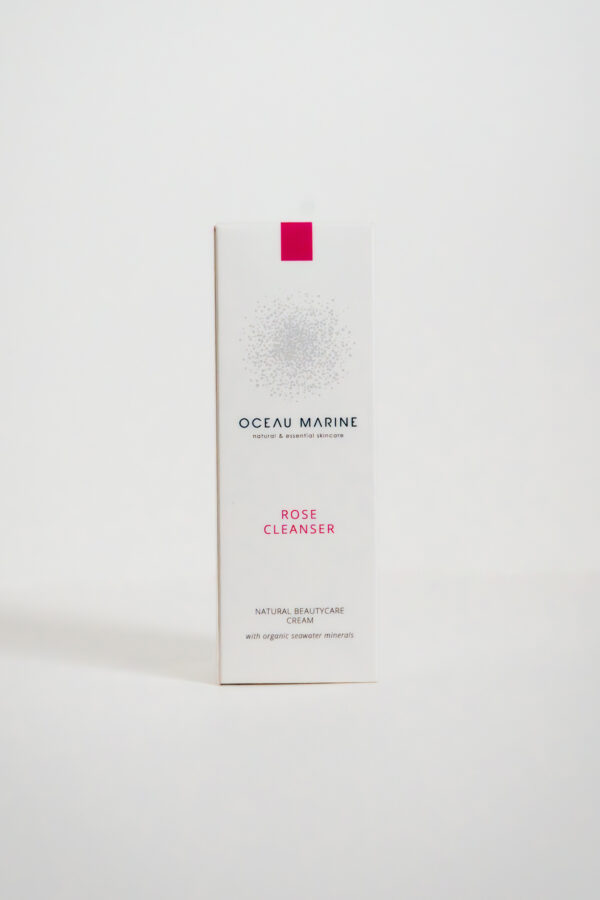 OCEAU MARINE
natural & essential skincare
ROSE
CLEANSER
NATURAL BEAUTYCARE
CREAM
with organic seawater minerals